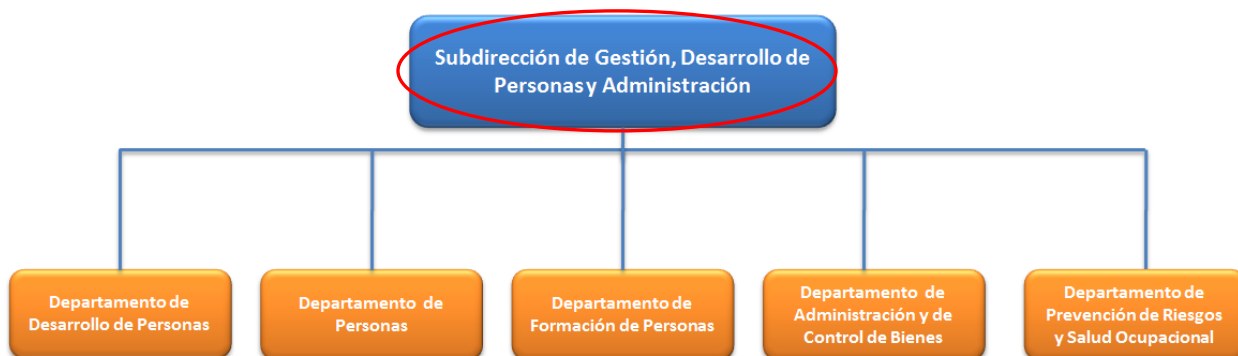 Subdirección de Gestión, Desarrollo de
Personas y Administración
Departamento de
Desarrollo de Personas
Departamento de
Personas
Departamento de
Formación de Personas
Departamento de
Administración y de
Control de Bienes
Departamento de
Prevención de Riesgos
y Salud Ocupacional